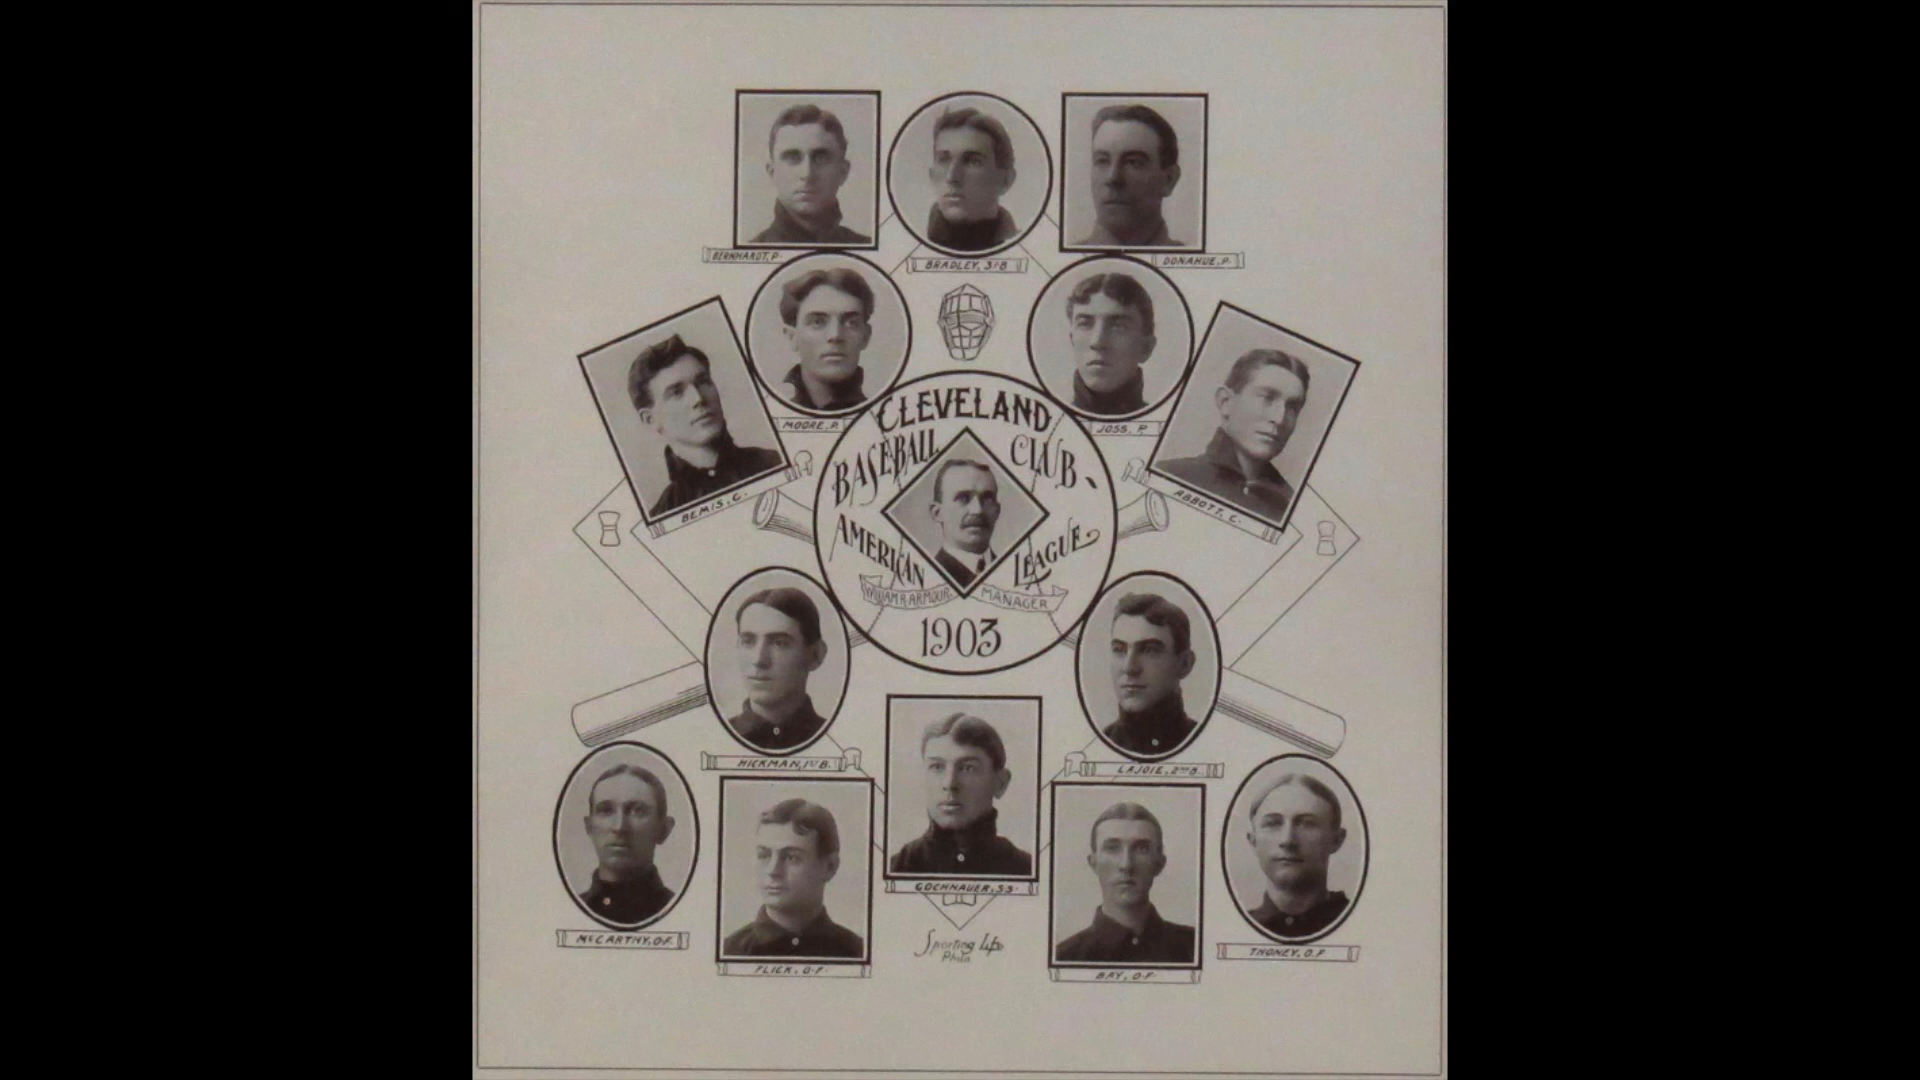 BERNHARDT, P.
BRADLEY, 3rd B
DONAHUE, P.
MOORE, P.
JOSS, P.
BEMIS, C.
ABBOTT, C.
CLEVELAND
BASEBALL CLUB.
AMERICAN LEAGUE
WILLIAM R. ARMOUR, MANAGER
1903
HICKMAN, 1ST B.
LAJOIE, 2ND B.
GOCHNAUER, S.S.
McCARTHY, O.F.
FLICK, O.F.
BAY, O.F.
THONEY, O.F
Sporting Life
Phila